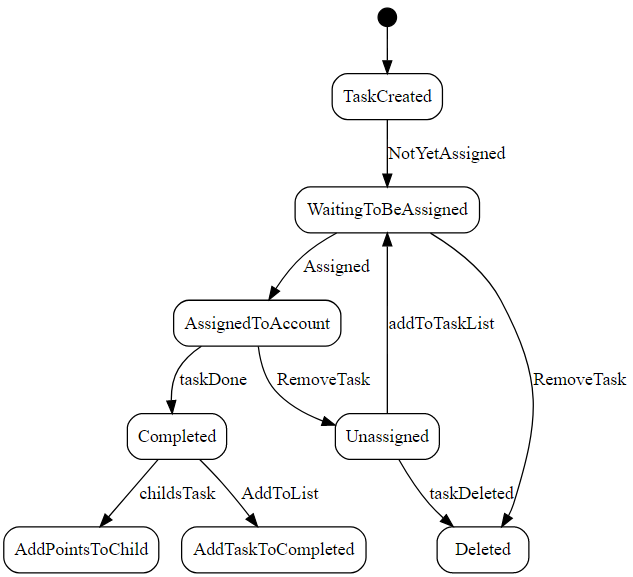 TaskCreated
NotYetAssigned
WaitingToBeAssigned
Assigned
AssignedToAccount
addToTaskList
taskDone
RemoveTask
RemoveTask
Completed
Unassigned
childsTask
AddToList
taskDeleted
AddPointsToChild
AddTaskToCompleted
Deleted